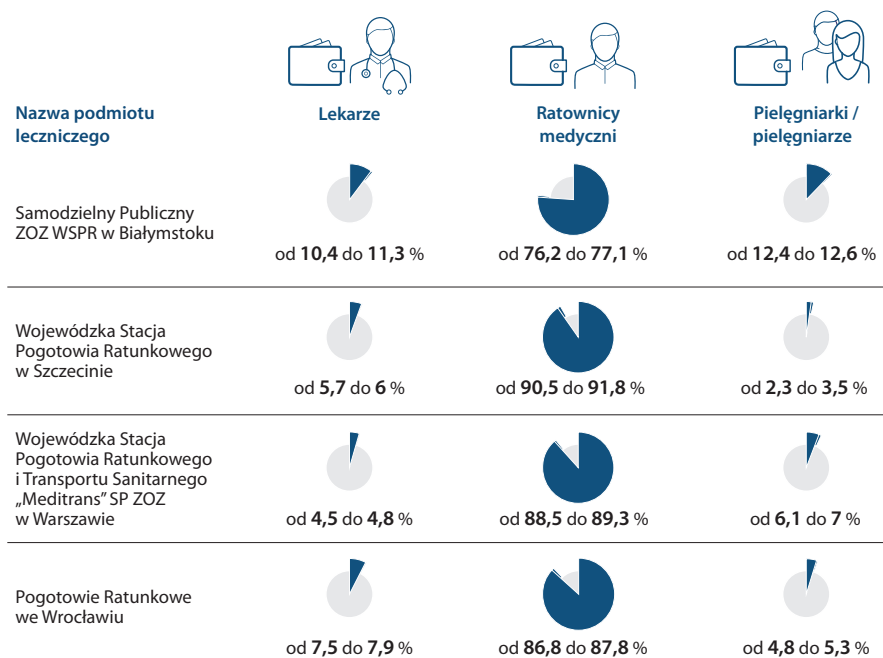 Nazwa podmiotu
leczniczego
Lekarze
Ratownicy
medyczni
Pielęgniarki /
pielęgniarze
Samodzielny Publiczny
ZOZ WSPR w Białymstoku
od 10,4 do 11,3 %
od 76,2 do 77,1 %
od 12,4 do 12,6 %
Wojewódzka Stacja
Pogotowia Ratunkowego
w Szczecinie
od 5,7 do 6 %
od 90,5 do 91,8 %
od 2,3 do 3,5 %
Wojewódzka Stacja
Pogotowia Ratunkowego
i Transportu Sanitarnego
„Meditrans” SP ZOZ
w Warszawie
od 4,5 do 4,8 %
od 88,5 do 89,3 %
od 6,1 do 7 %
Pogotowie Ratunkowe
we Wrocławiu
od 7,5 do 7,9 %
od 86,8 do 87,8 %
od 4,8 do 5,3 %